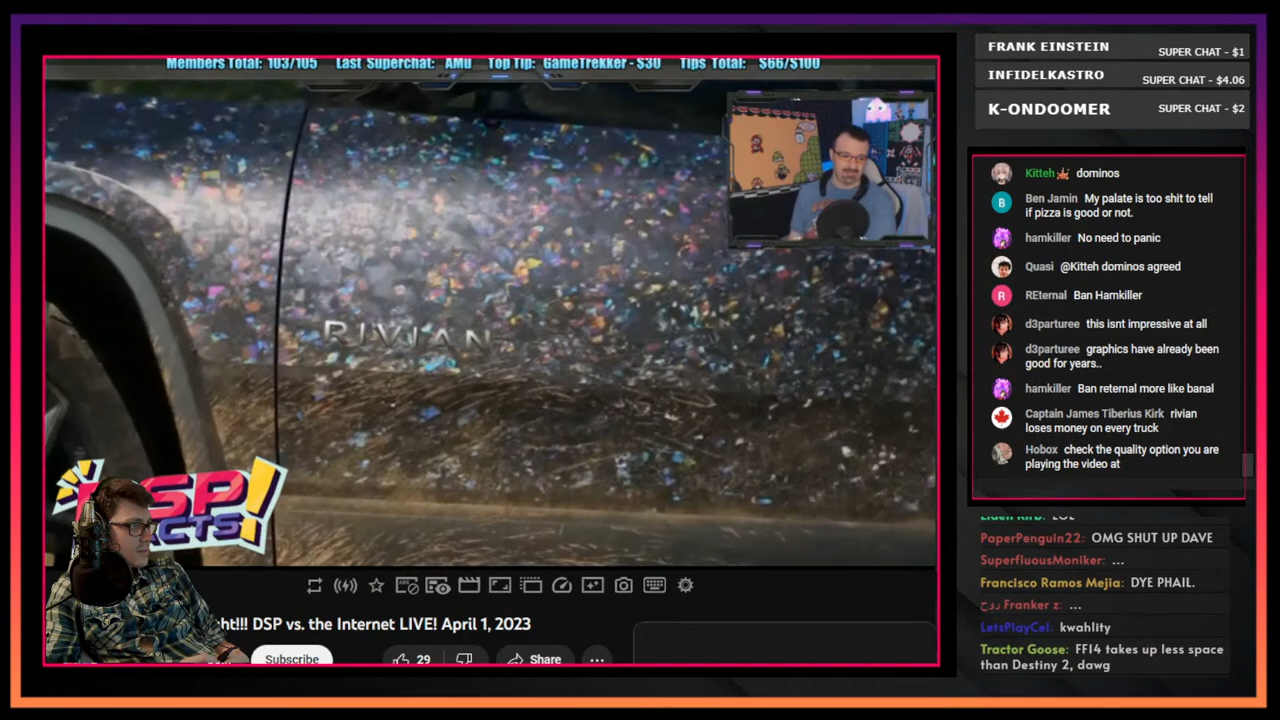 Members Total: 103/105 Last Superchat: AMU Top Tip: GameTrekker - $30 Tips Total: $66/$100
RIVIAN
DSP
REACTS!
ht!!! DSP vs. the Internet LIVE! April 1, 2023
Subscribe
29
Share
FRANK EINSTEIN SUPER CHAT - $1
INFIDELKASTRO SUPER CHAT - $4.06
K-ONDOOMER SUPER CHAT - $2
Kitteh dominos
B Ben Jamin My palate is too shit to tell
if pizza is good or not.
hamkiller No need to panic
Quasi @Kitteh dominos agreed
R REternal Ban Hamkiller
d3parturee this isnt impressive at all
d3parturee graphics have already been
good for years..
hamkiller Ban reternal more like banal
Captain James Tiberius Kirk rivian
loses money on every truck
Hobox check the quality option you are
playing the video at
Elden Kirb: LOL
PaperPenguin22: OMG SHUT UP DAVE
SuperfluousMoniker: ...
Francisco Ramos Mejia: DYE PHAIL.
Franker z: ...
LetsPlayCel: kwahlity
Tractor Goose: FF14 takes up less space
than Destiny 2, dawg